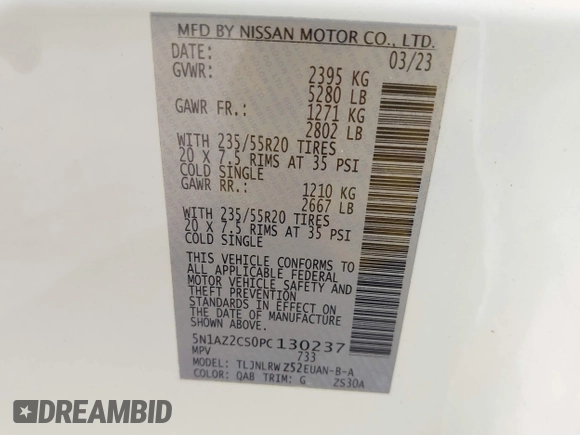 MFD BY NISSAN MOTOR CO., LTD.
DATE: 03/23
GVWR: 2395 KG
5280 LB
GAWR FR.: 1271 KG
2802 LB
WITH 235/55R20 TIRES
20 X 7.5 RIMS AT 35 PSI
COLD SINGLE
GAWR RR.: 1210 KG
2667 LB
WITH 235/55R20 TIRES
20 X 7.5 RIMS AT 35 PSI
COLD SINGLE
THIS VEHICLE CONFORMS TO
ALL APPLICABLE FEDERAL
MOTOR VEHICLE SAFETY AND
THEFT PREVENTION
STANDARDS IN EFFECT ON
THE DATE OF MANUFACTURE
SHOWN ABOVE.
5N1AZ2CS0PC130237
MPV 733
MODEL: TLJNLRWZ52EUAN-B-A
COLOR: QAB TRIM: G ZS30A
DREAMBID